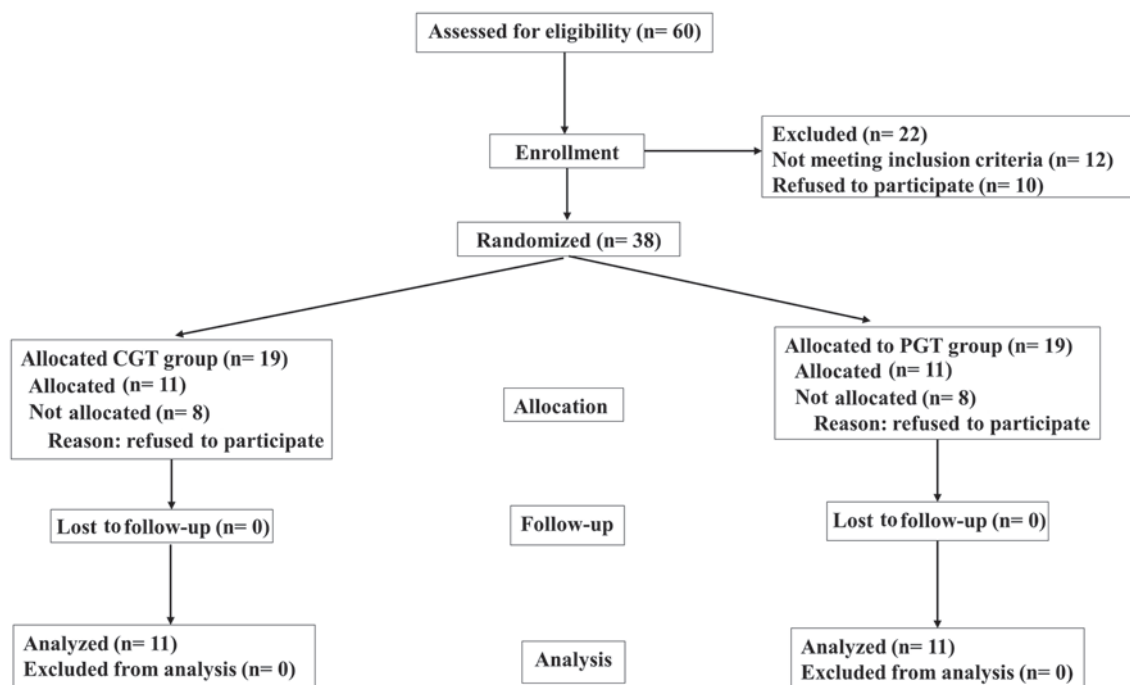 Assessed for eligibility (n= 60)
Enrollment
Excluded (n= 22)
Not meeting inclusion criteria (n= 12)
Refused to participate (n= 10)
Randomized (n= 38)
Allocated CGT group (n= 19)
Allocated (n= 11)
Not allocated (n= 8)
Reason: refused to participate
Allocation
Allocated to PGT group (n= 19)
Allocated (n= 11)
Not allocated (n= 8)
Reason: refused to participate
Lost to follow-up (n= 0)
Follow-up
Lost to follow-up (n= 0)
Analyzed (n= 11)
Excluded from analysis (n= 0)
Analysis
Analyzed (n= 11)
Excluded from analysis (n= 0)